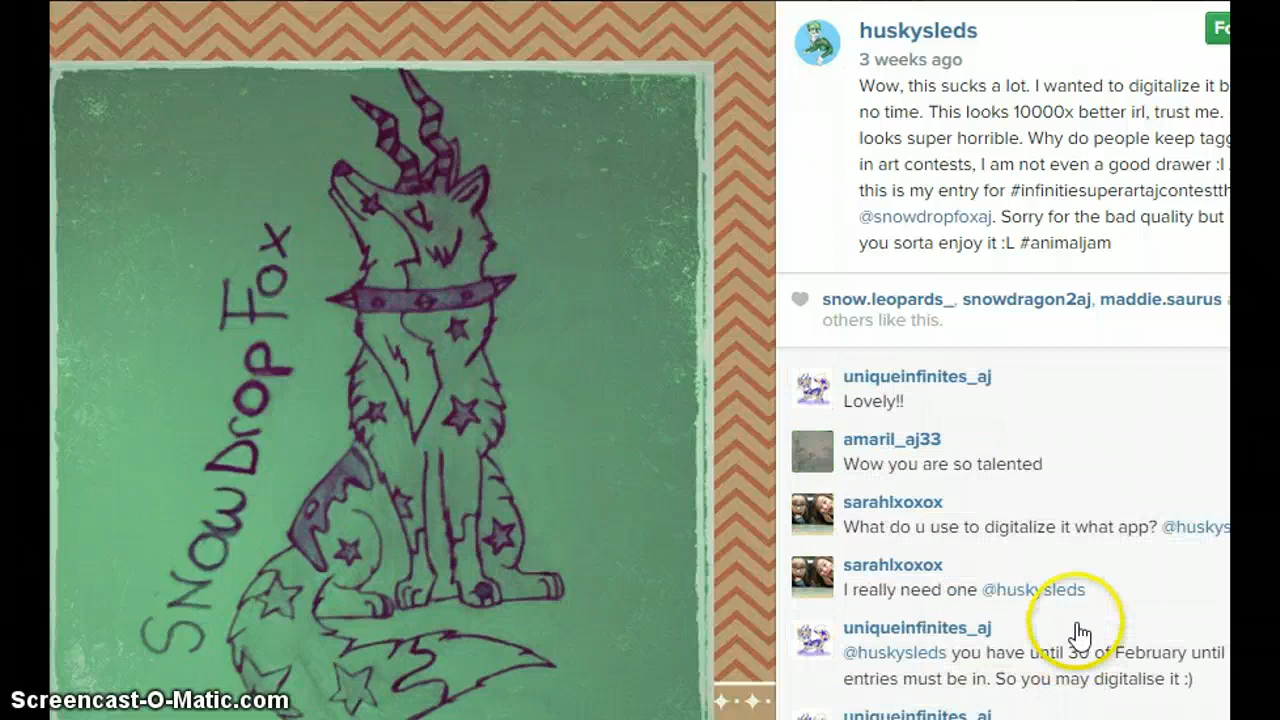 SnowDrop Fox
huskysleds
Fo
3 weeks ago
Wow, this sucks a lot. I wanted to digitalize it b
no time. This looks 10000x better irl, trust me.
looks super horrible. Why do people keep tagg
in art contests, I am not even a good drawer :I
this is my entry for #infinitiesuperartajcontestth
@snowdropfoxaj. Sorry for the bad quality but
you sorta enjoy it :L #animaljam
snow.leopards_, snowdragon2aj, maddie.saurus
others like this.
uniqueinfinites_aj
Lovely!!
amaril_aj33
Wow you are so talented
sarahlxoxox
What do u use to digitalize it what app? @huskys
sarahlxoxox
I really need one @huskysleds
uniqueinfinites_aj
@huskysleds you have until 30 of February until
entries must be in. So you may digitalise it :)
uniqueinfinites_aj
Screencast-O-Matic.com